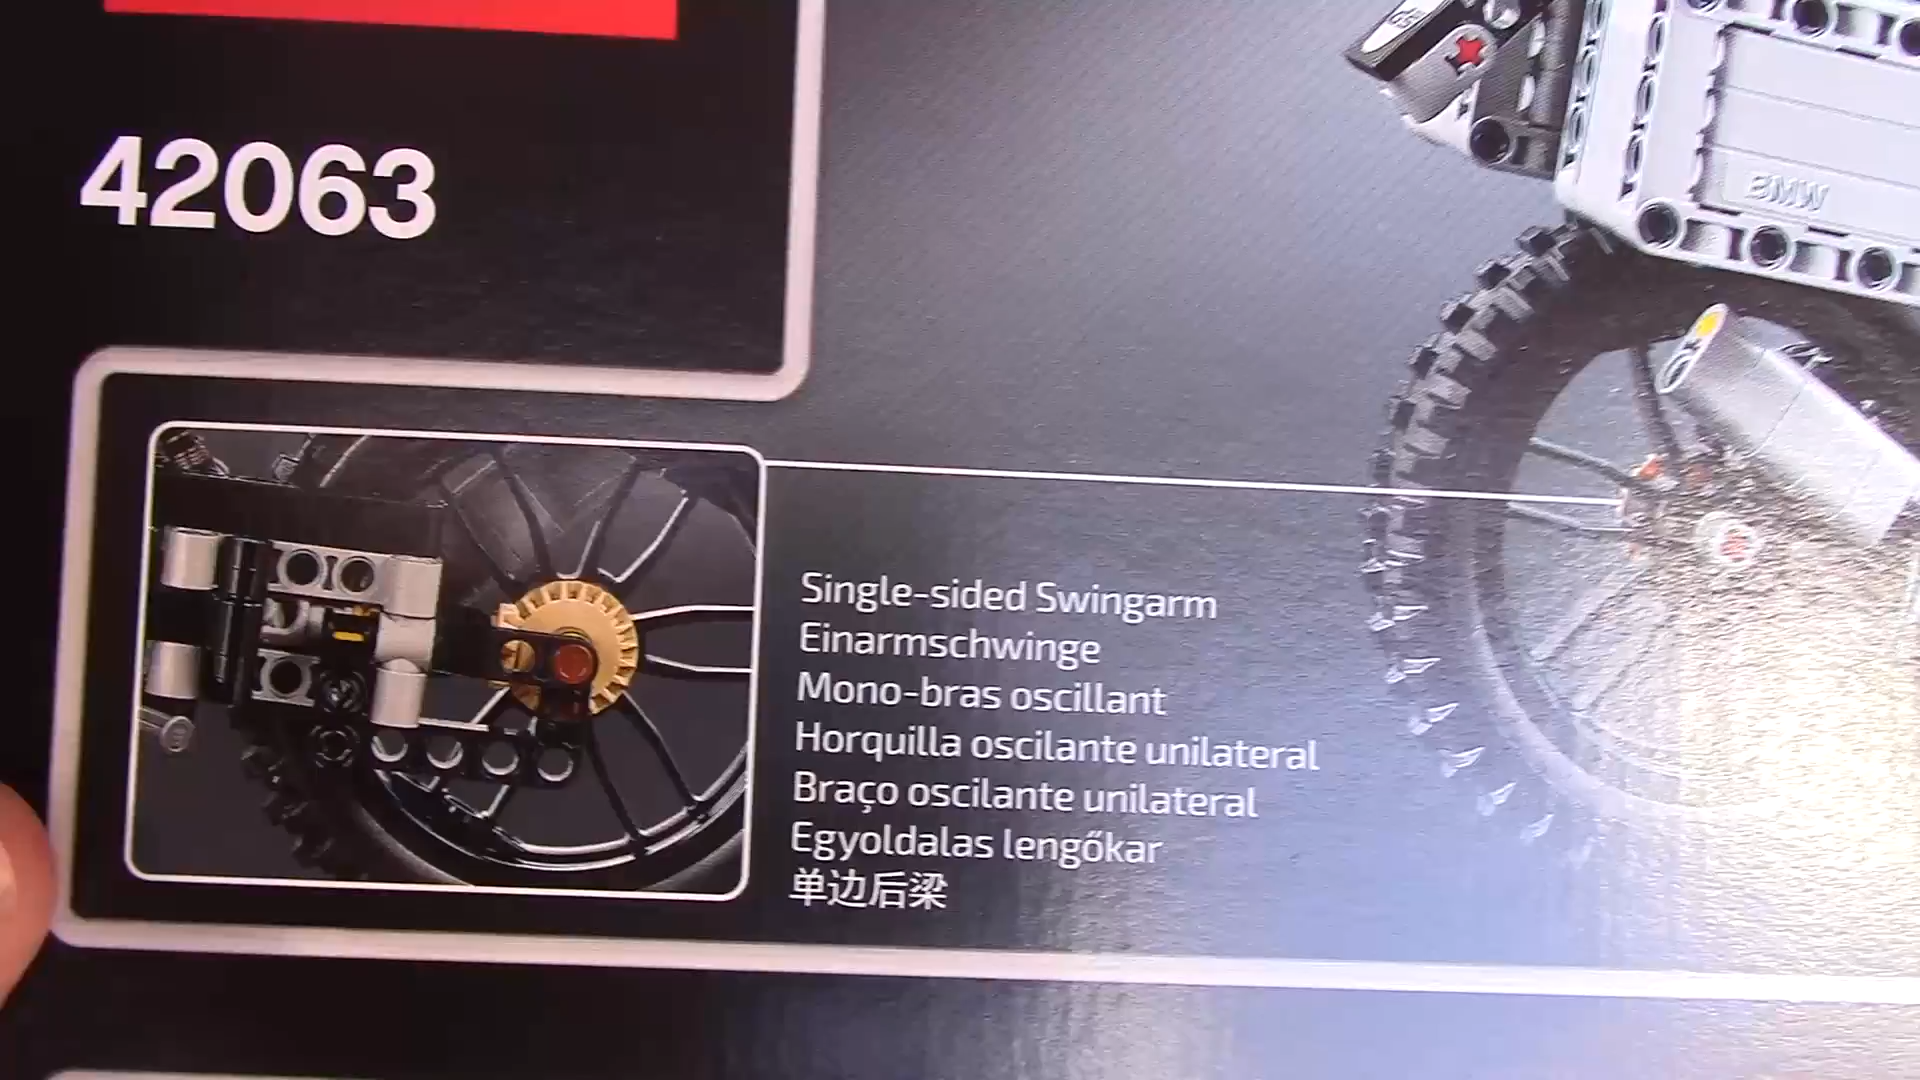 42063
BMW
Single-sided Swingarm
Einarmschwinge
Mono-bras oscillant
Horquilla oscilante unilateral
Braço oscilante unilateral
Egyoldalas lengőkar
单边后梁